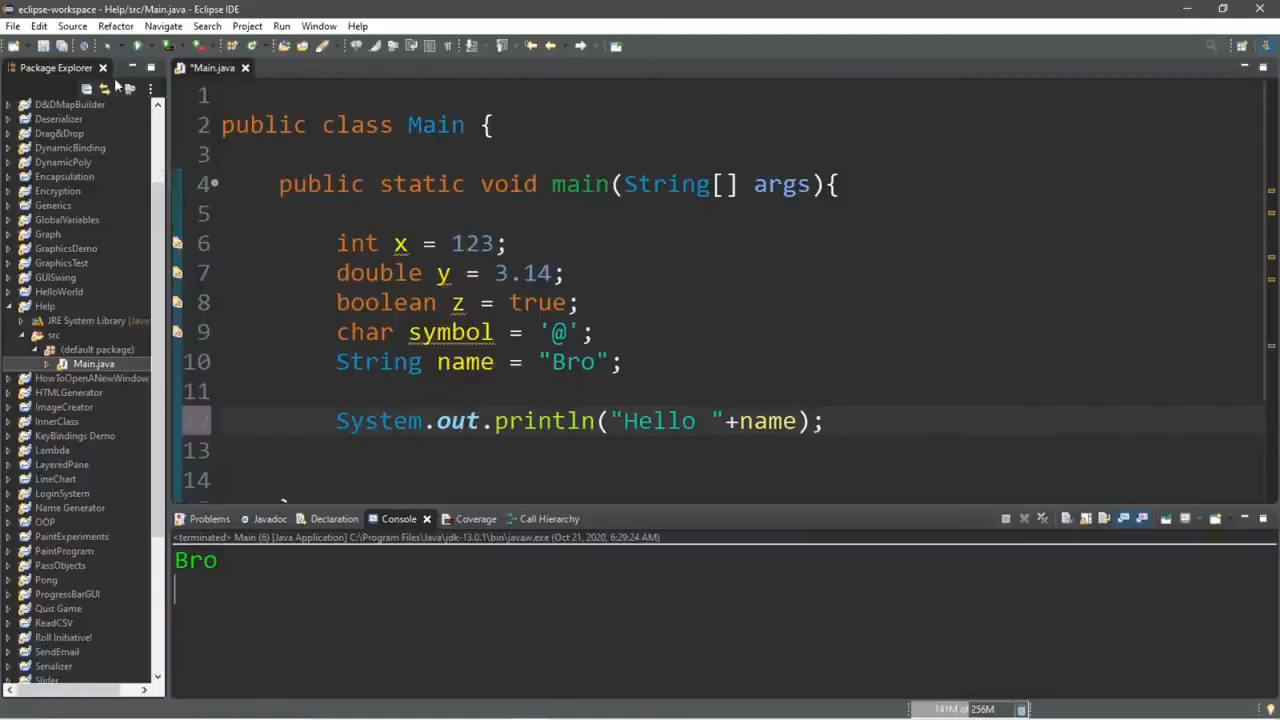 eclipse-workspace - Help/src/Main.java - Eclipse IDE
File Edit Source Refactor Navigate Search Project Run Window Help
Package Explorer
D&DMapBuilder
Deserializer
Drag&Drop
DynamicBinding
DynamicPoly
Encapsulation
Encryption
Generics
GlobalVariables
Graph
GraphicsDemo
GraphicsTest
GUISwing
HelloWorld
Help
JRE System Library [Java
src
(default package)
Main.java
HowToOpenANewWindow
HTMLGenerator
ImageCreator
InnerClass
KeyBindings Demo
Lambda
LayeredPane
LineChart
LoginSystem
Name Generator
OOP
PaintExperiments
PaintProgram
PassObjects
Pong
ProgressBarGUI
Quiz Game
ReadCSV
Roll Initiative!
SendEmail
Serializer
Slider
*Main.java
1
2 public class Main {
3
4 public static void main(String[] args){
5
6 int x = 123;
7 double y = 3.14;
8 boolean z = true;
9 char symbol = '@';
10 String name = "Bro";
11
System.out.println("Hello "+name);
13
14
}
Problems Javadoc Declaration Console Coverage Call Hierarchy
<terminated> Main (6) [Java Application] C:\Program Files\Java\jdk-13.0.1\bin\javaw.exe (Oct 21, 2020, 6:29:24 AM)
Bro
141M of 256M